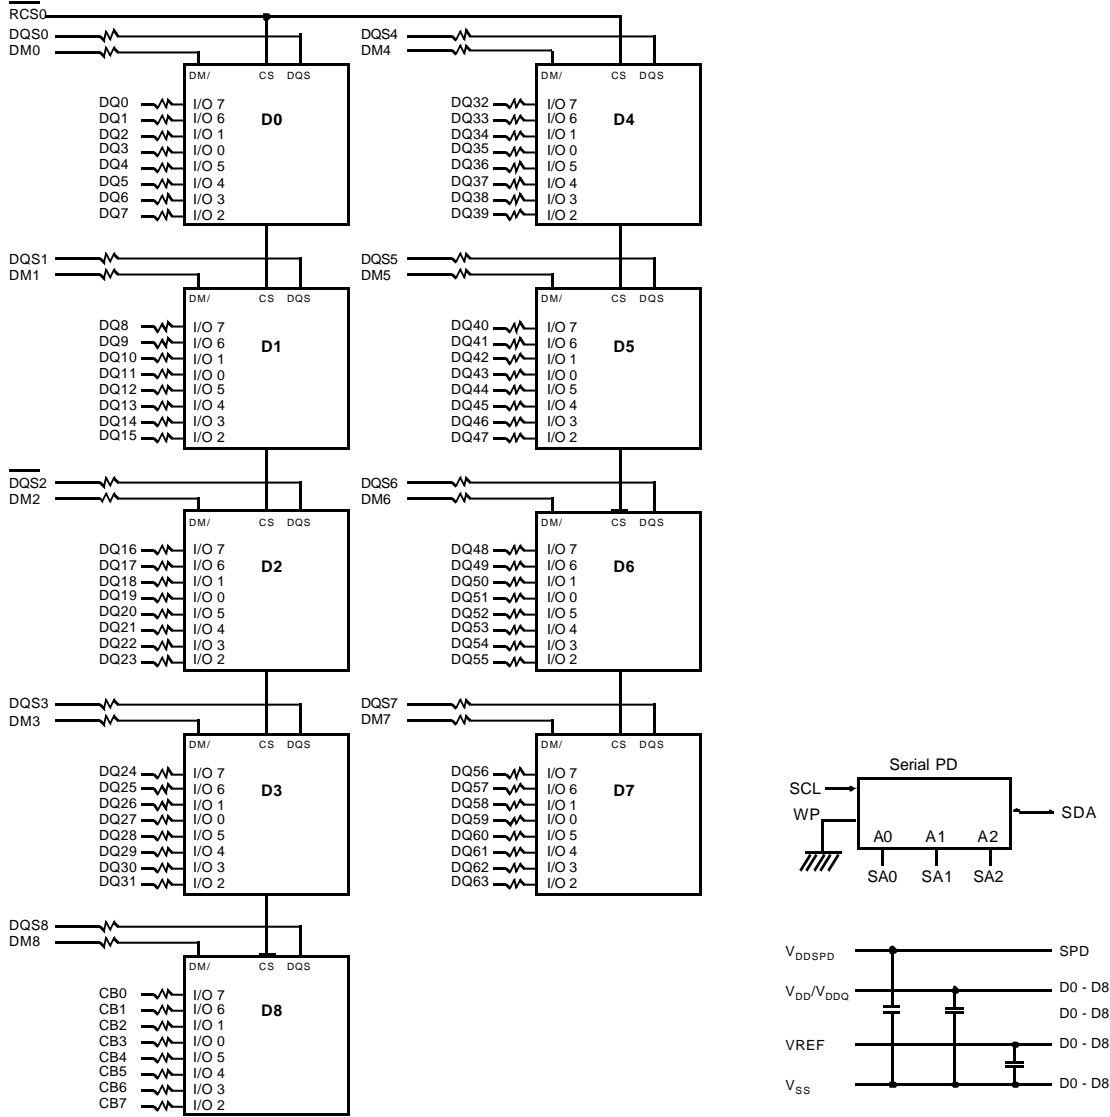 RCS0
DQS0
DM0
DM/ CS DQS
D0
DQ0 I/O 7
DQ1 I/O 6
DQ2 I/O 1
DQ3 I/O 0
DQ4 I/O 5
DQ5 I/O 4
DQ6 I/O 3
DQ7 I/O 2
DQS1
DM1
DM/ CS DQS
D1
DQ8 I/O 7
DQ9 I/O 6
DQ10 I/O 1
DQ11 I/O 0
DQ12 I/O 5
DQ13 I/O 4
DQ14 I/O 3
DQ15 I/O 2
DQS2
DM2
DM/ CS DQS
D2
DQ16 I/O 7
DQ17 I/O 6
DQ18 I/O 1
DQ19 I/O 0
DQ20 I/O 5
DQ21 I/O 4
DQ22 I/O 3
DQ23 I/O 2
DQS3
DM3
DM/ CS DQS
D3
DQ24 I/O 7
DQ25 I/O 6
DQ26 I/O 1
DQ27 I/O 0
DQ28 I/O 5
DQ29 I/O 4
DQ30 I/O 3
DQ31 I/O 2
DQS8
DM8
DM/ CS DQS
D8
CB0 I/O 7
CB1 I/O 6
CB2 I/O 1
CB3 I/O 0
CB4 I/O 5
CB5 I/O 4
CB6 I/O 3
CB7 I/O 2
DQS4
DM4
DM/ CS DQS
D4
DQ32 I/O 7
DQ33 I/O 6
DQ34 I/O 1
DQ35 I/O 0
DQ36 I/O 5
DQ37 I/O 4
DQ38 I/O 3
DQ39 I/O 2
DQS5
DM5
DM/ CS DQS
D5
DQ40 I/O 7
DQ41 I/O 6
DQ42 I/O 1
DQ43 I/O 0
DQ44 I/O 5
DQ45 I/O 4
DQ46 I/O 3
DQ47 I/O 2
DQS6
DM6
DM/ CS DQS
D6
DQ48 I/O 7
DQ49 I/O 6
DQ50 I/O 1
DQ51 I/O 0
DQ52 I/O 5
DQ53 I/O 4
DQ54 I/O 3
DQ55 I/O 2
DQS7
DM7
DM/ CS DQS
D7
DQ56 I/O 7
DQ57 I/O 6
DQ58 I/O 1
DQ59 I/O 0
DQ60 I/O 5
DQ61 I/O 4
DQ62 I/O 3
DQ63 I/O 2
Serial PD
SCL
WP
SDA
A0 A1 A2
SA0 SA1 SA2
VDDSPD SPD
VDD/VDDQ D0 - D8
D0 - D8
VREF D0 - D8
VSS D0 - D8